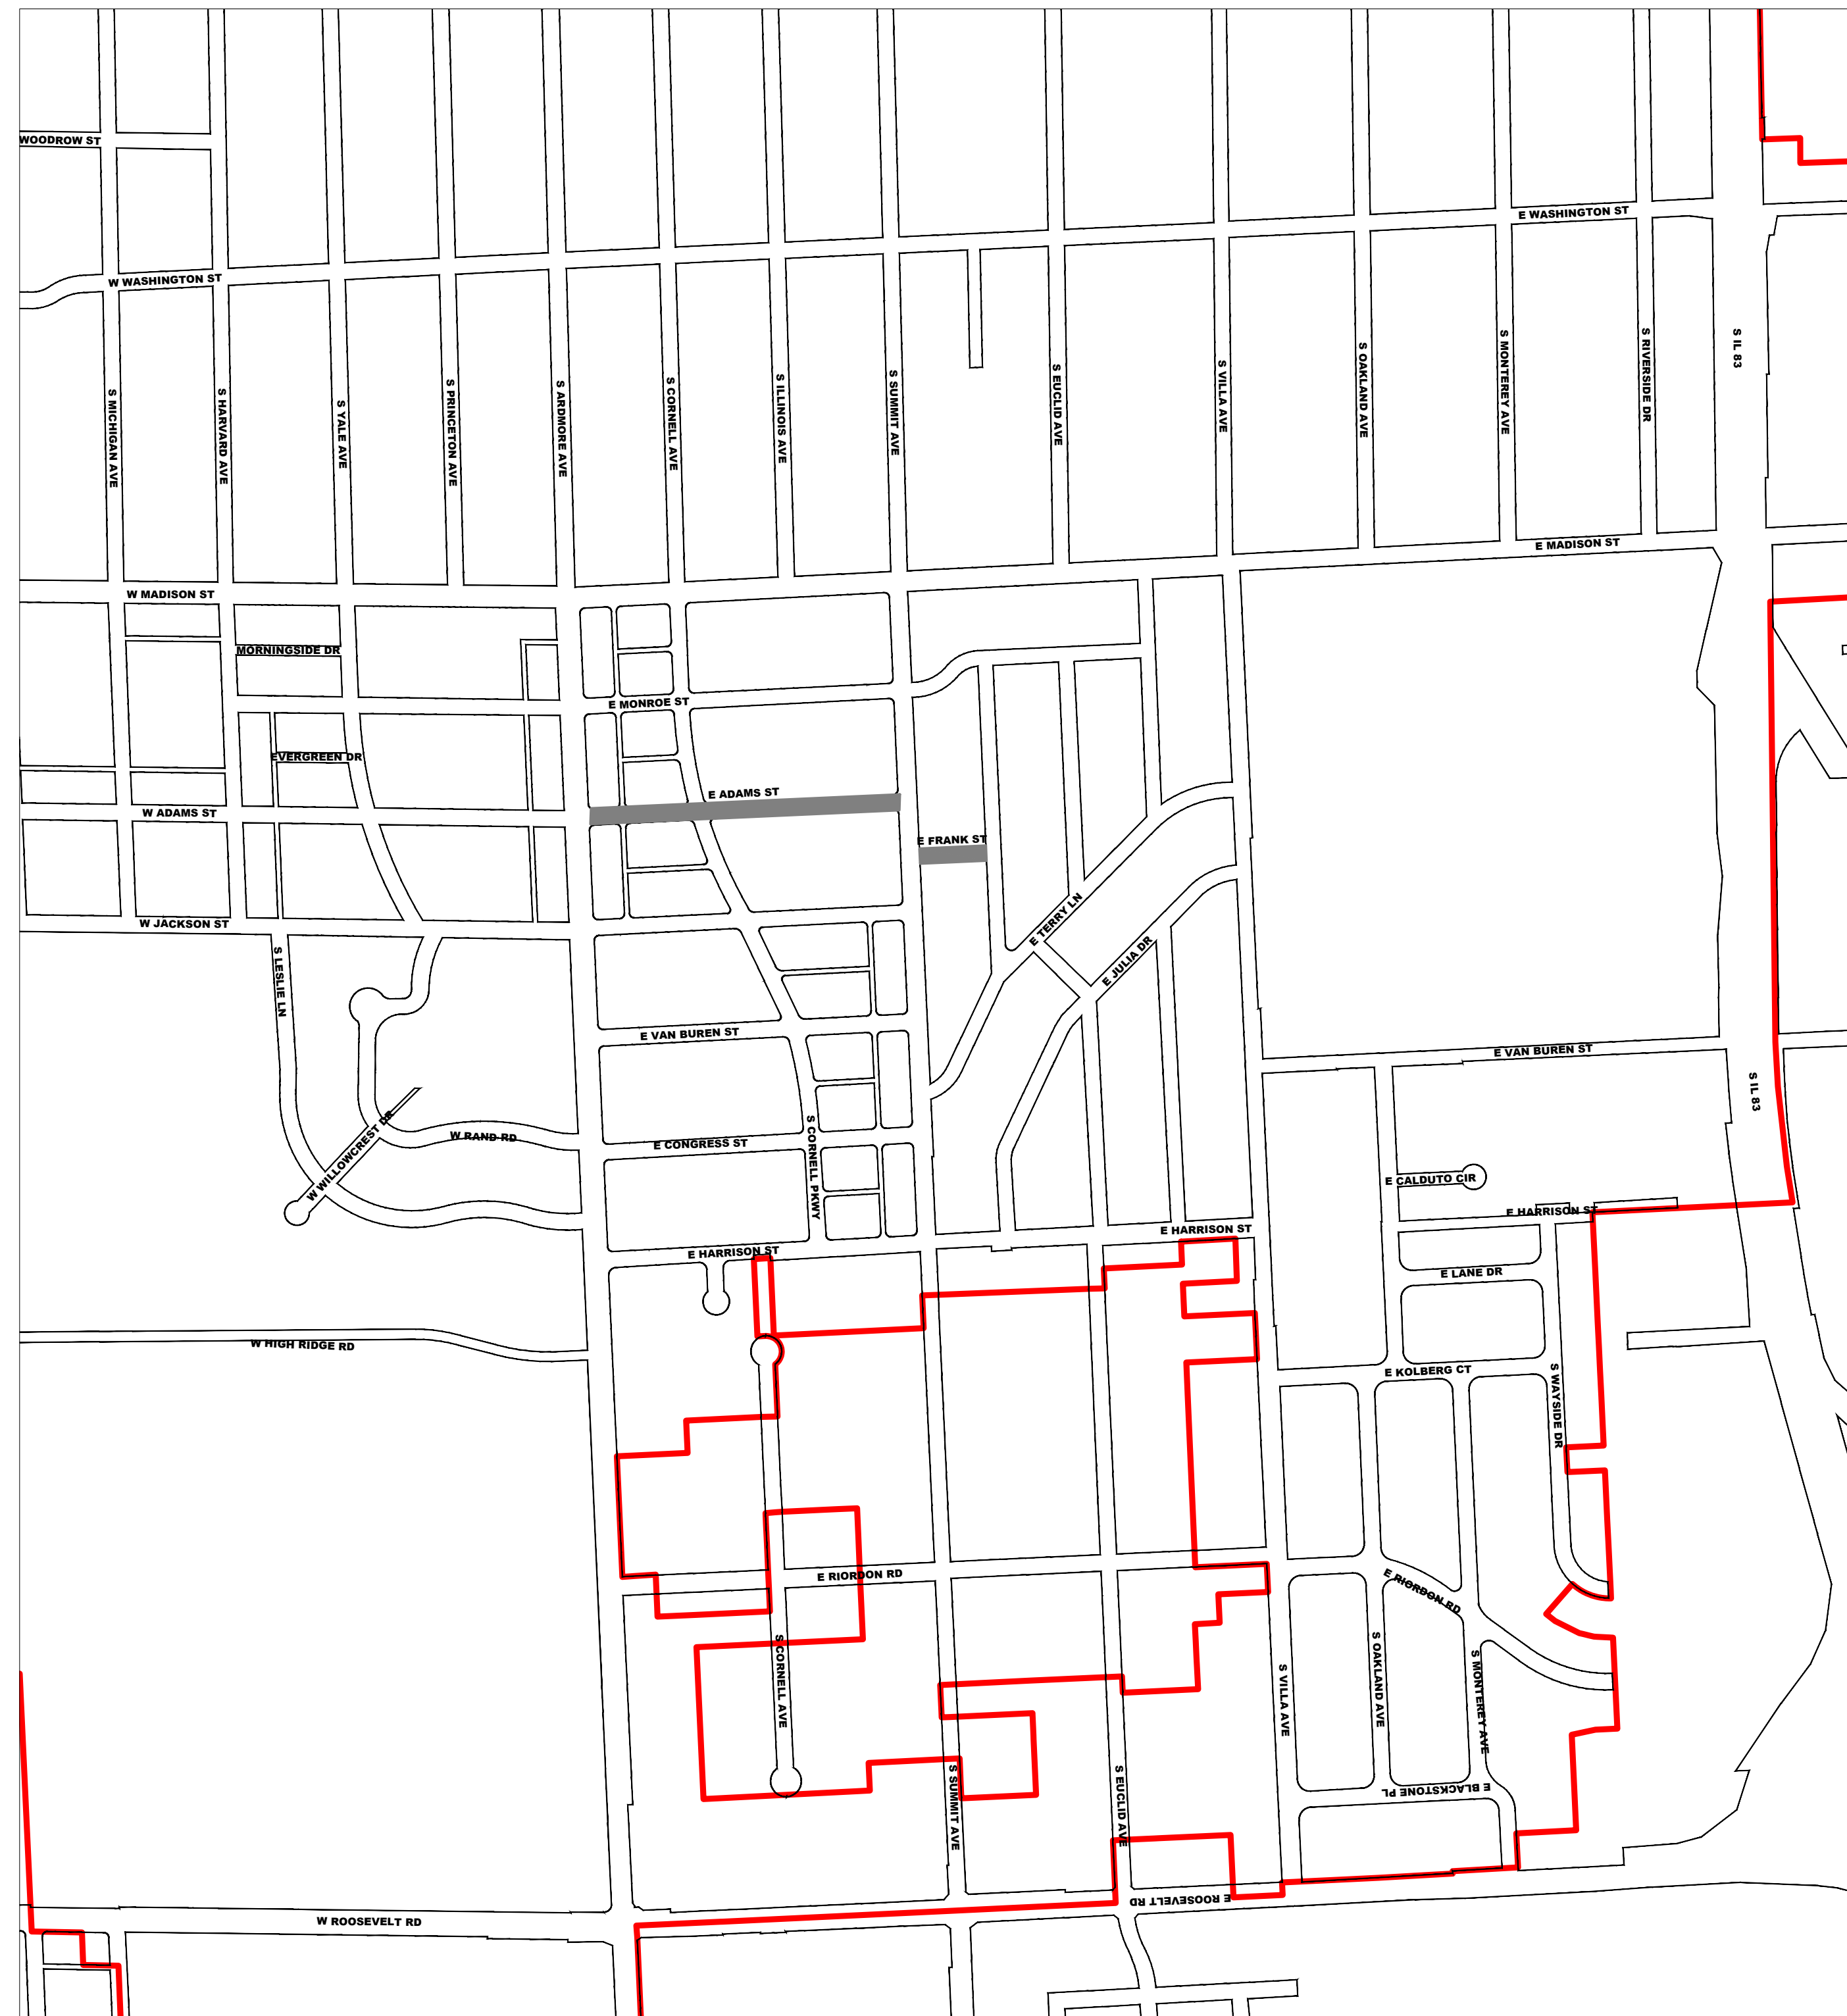 WOODROW ST
E WASHINGTON ST
W WASHINGTON ST
S IL 83
S MICHIGAN AVE
S HARVARD AVE
S YALE AVE
S PRINCETON AVE
S ARDMORE AVE
S CORNELL AVE
S ILLINOIS AVE
S SUMMIT AVE
S EUCLID AVE
S VILLA AVE
S OAKLAND AVE
S MONTEREY AVE
S RIVERSIDE DR
E MADISON ST
W MADISON ST
MORNINGSIDE DR
E MONROE ST
EVERGREEN DR
E ADAMS ST
W ADAMS ST
E FRANK ST
W JACKSON ST
E TERRY LN
E JULIA DR
S LESLIE LN
E VAN BUREN ST
E VAN BUREN ST
S IL 83
W RAND RD
E CONGRESS ST
S CORNELL PKWY
W WILLOWCREST DR
E CALDUTO CIR
E HARRISON ST
E HARRISON ST
E HARRISON ST
E LANE DR
W HIGH RIDGE RD
E KOLBERG CT
S WAYSIDE DR
E RIORDON RD
E RIORDON RD
S CORNELL AVE
S VILLA AVE
S OAKLAND AVE
S MONTEREY AVE
S SUMMIT AVE
S EUCLID AVE
E BLACKSTONE PL
E ROOSEVELT RD
W ROOSEVELT RD